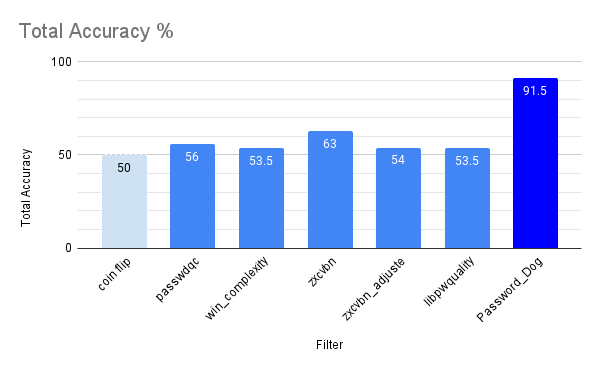 Total Accuracy %
Total Accuracy
100
50
0
50
56
53.5
63
54
53.5
91.5
coin flip
passwdqc
win_complexity
zxcvbn
zxcvbn_adjuste
libpwquality
Password_Dog
Filter